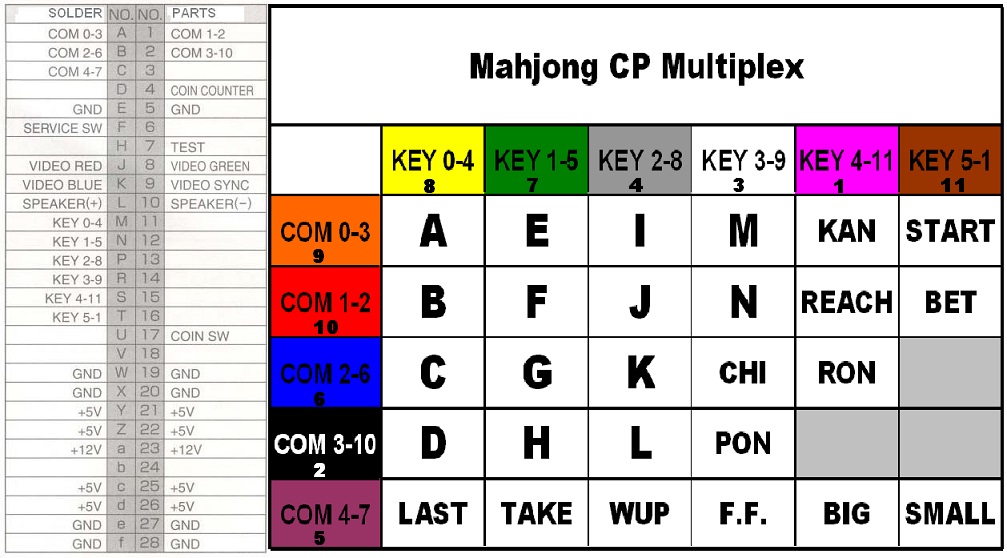 SOLDER NO. NO. PARTS
COM 0-3 A 1 COM 1-2
COM 2-6 B 2 COM 3-10
COM 4-7 C 3
D 4 COIN COUNTER
GND E 5 GND
SERVICE SW F 6
H 7 TEST
VIDEO RED J 8 VIDEO GREEN
VIDEO BLUE K 9 VIDEO SYNC
SPEAKER(+) L 10 SPEAKER(−)
KEY 0-4 M 11
KEY 1-5 N 12
KEY 2-8 P 13
KEY 3-9 R 14
KEY 4-11 S 15
KEY 5-1 T 16
U 17 COIN SW
V 18
GND W 19 GND
GND X 20 GND
+5V Y 21 +5V
+5V Z 22 +5V
+12V a 23 +12V
b 24
+5V c 25 +5V
+5V d 26 +5V
GND e 27 GND
GND f 28 GND
Mahjong CP Multiplex
KEY 0-4 KEY 1-5 KEY 2-8 KEY 3-9 KEY 4-11 KEY 5-1
8 7 4 3 1 11
COM 0-3 A E I M KAN START
9
COM 1-2 B F J N REACH BET
10
COM 2-6 C G K CHI RON
6
COM 3-10 D H L PON
2
COM 4-7 LAST TAKE WUP F.F. BIG SMALL
5